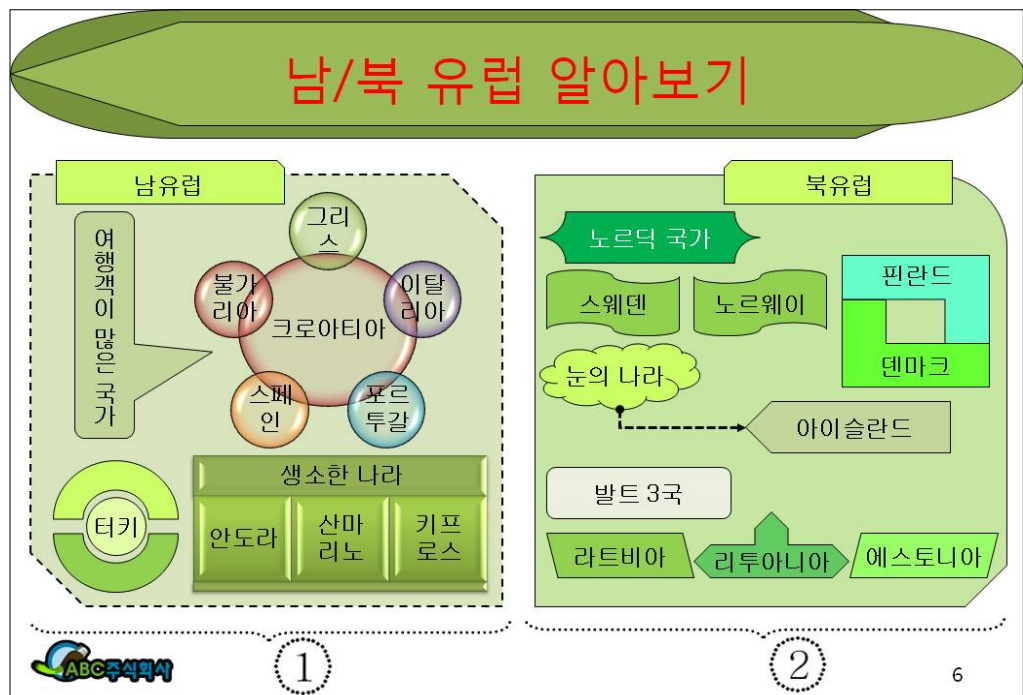 남/북 유럽 알아보기
남유럽
여행객이 많은 국가
그리
스
불가
리아
이탈
리아
크로아티아
스페
인
포르
투갈
터키
생소한 나라
안도라
산마
리노
키프
로스
북유럽
노르딕 국가
스웨덴
노르웨이
핀란드
덴마크
눈의 나라
아이슬란드
발트 3국
라트비아
리투아니아
에스토니아
1
2
ABC주식회사
6